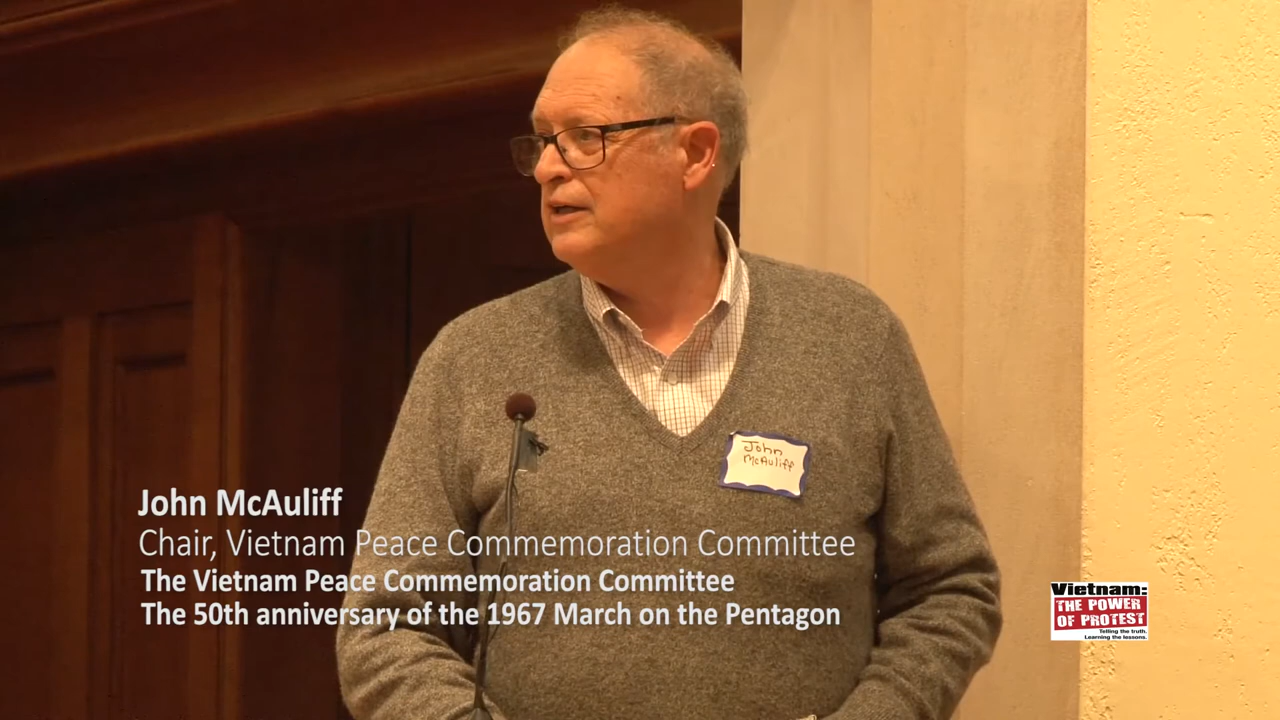 John
McAuliff
John McAuliff
Chair, Vietnam Peace Commemoration Committee
The Vietnam Peace Commemoration Committee
The 50th anniversary of the 1967 March on the Pentagon
Vietnam:
THE POWER
OF PROTEST
Telling the truth.
Learning the lessons.